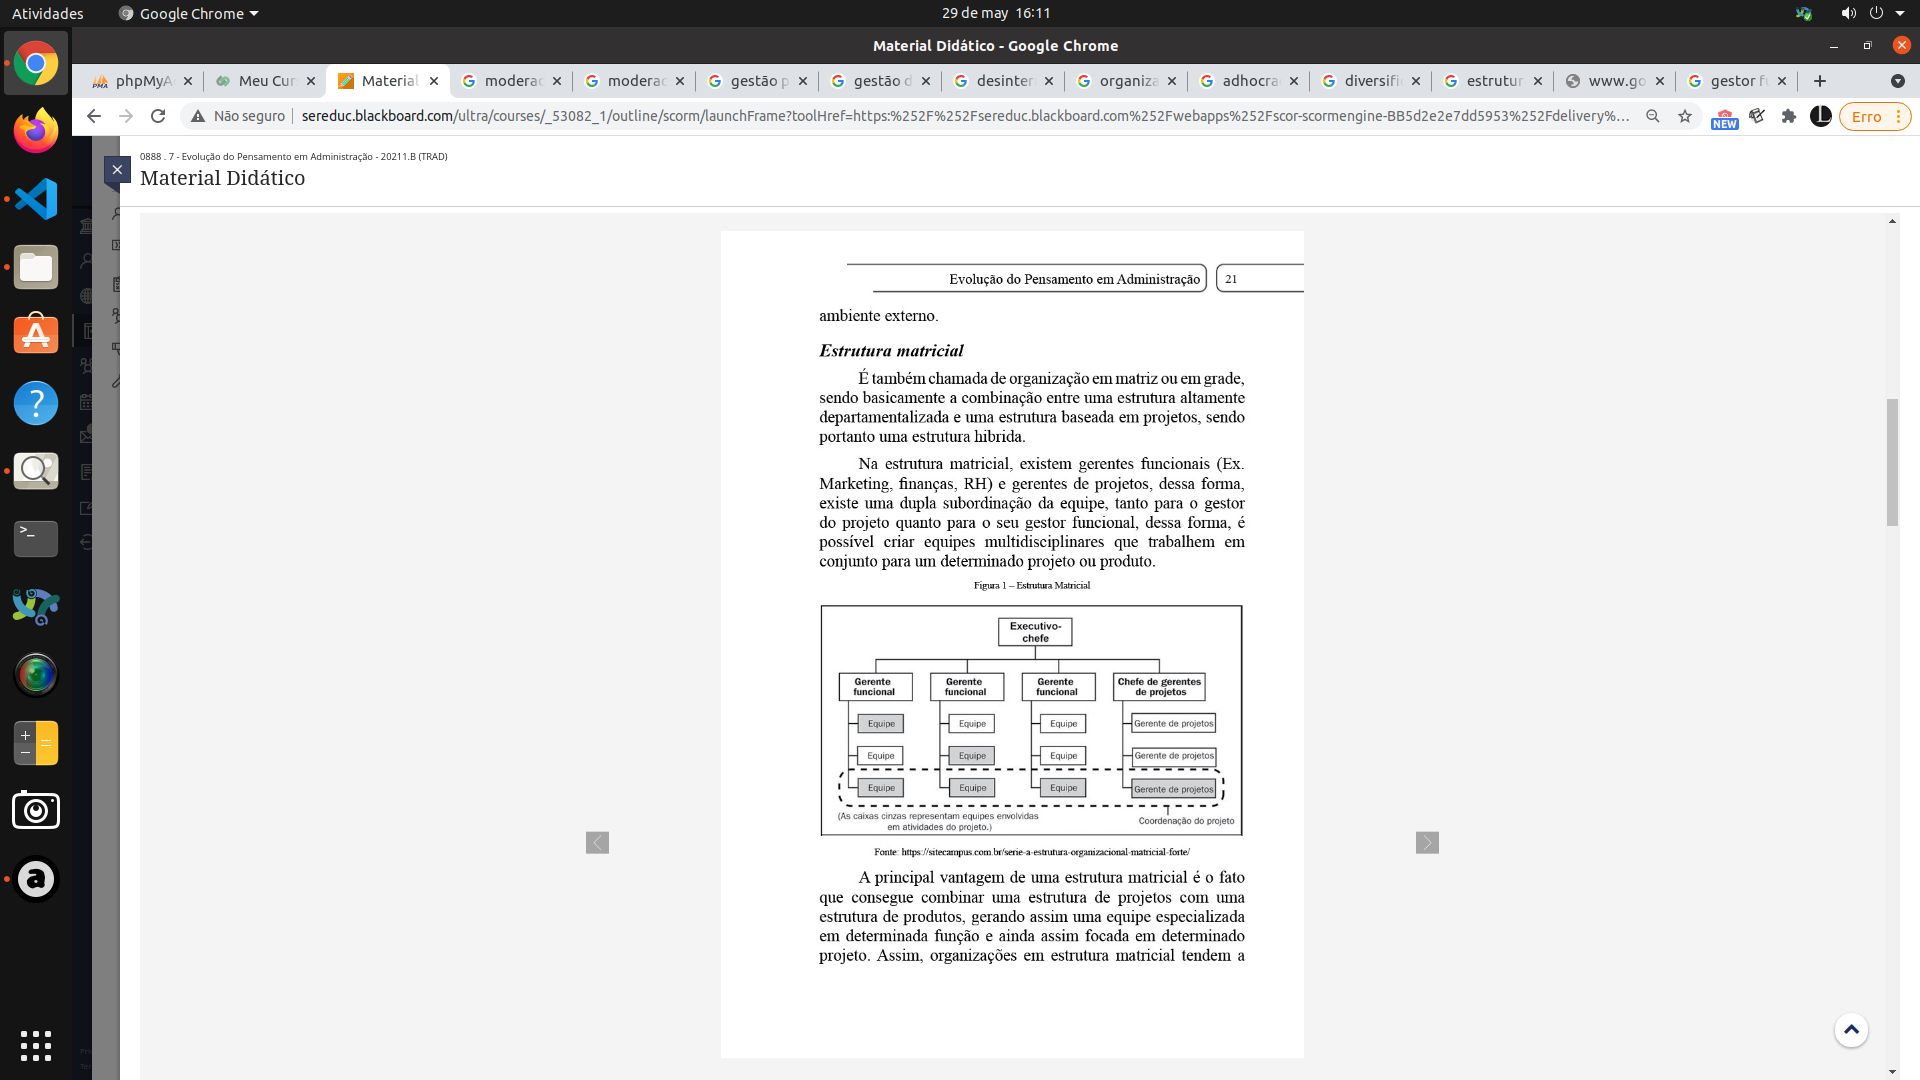 Atividades
Google Chrome
29 de may 16:11
Material Didático - Google Chrome
phpMyA
Meu Cur
Material
moderac
moderac
gestão p
gestão d
desinter
organiza
adhocra
diversifi
estrutur
www.go
gestor f
Não seguro
sereduc.blackboard.com/ultra/courses/_53082_1/outline/scorm/launchFrame?toolHref=https:%252F%252Fsereduc.blackboard.com%252Fwebapps%252Fscor-scormengine-BB5d2e2e7dd5953%252Fdelivery%...
NEW
Erro
0888 . 7 - Evolução do Pensamento em Administração - 20211.B (TRAD)
Material Didático
Evolução do Pensamento em Administração
21
ambiente externo.
Estrutura matricial
É também chamada de organização em matriz ou em grade,
sendo basicamente a combinação entre uma estrutura altamente
departamentalizada e uma estrutura baseada em projetos, sendo
portanto uma estrutura hibrida.
Na estrutura matricial, existem gerentes funcionais (Ex.
Marketing, finanças, RH) e gerentes de projetos, dessa forma,
existe uma dupla subordinação da equipe, tanto para o gestor
do projeto quanto para o seu gestor funcional, dessa forma, é
possível criar equipes multidisciplinares que trabalhem em
conjunto para um determinado projeto ou produto.
Figura 1 – Estrutura Matricial
Executivo-
chefe
Gerente
funcional
Gerente
funcional
Gerente
funcional
Chefe de gerentes
de projetos
Equipe
Equipe
Equipe
Gerente de projetos
Equipe
Equipe
Equipe
Gerente de projetos
Equipe
Equipe
Equipe
Gerente de projetos
(As caixas cinzas representam equipes envolvidas
em atividades do projeto.)
Coordenação do projeto
Fonte: https://sitecampus.com.br/serie-a-estrutura-organizacional-matricial-forte/
A principal vantagem de uma estrutura matricial é o fato
que consegue combinar uma estrutura de projetos com uma
estrutura de produtos, gerando assim uma equipe especializada
em determinada função e ainda assim focada em determinado
projeto. Assim, organizações em estrutura matricial tendem a